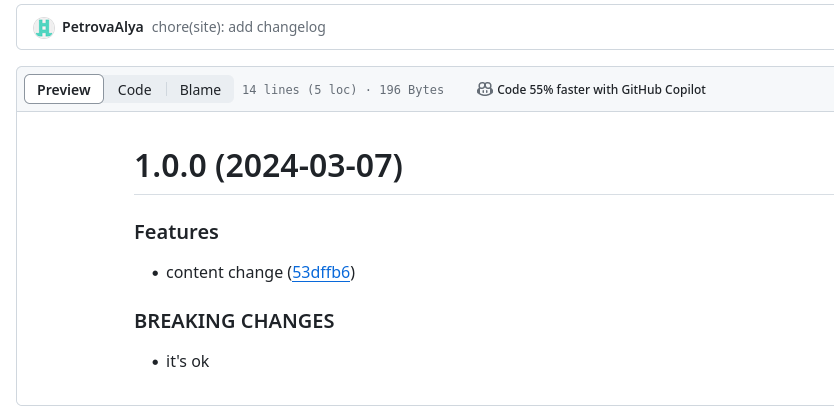 PetrovaAlya chore(site): add changelog
Preview Code Blame 14 lines (5 loc) · 196 Bytes Code 55% faster with GitHub Copilot
1.0.0 (2024-03-07)
Features
• content change (53dffb6)
BREAKING CHANGES
• it's ok